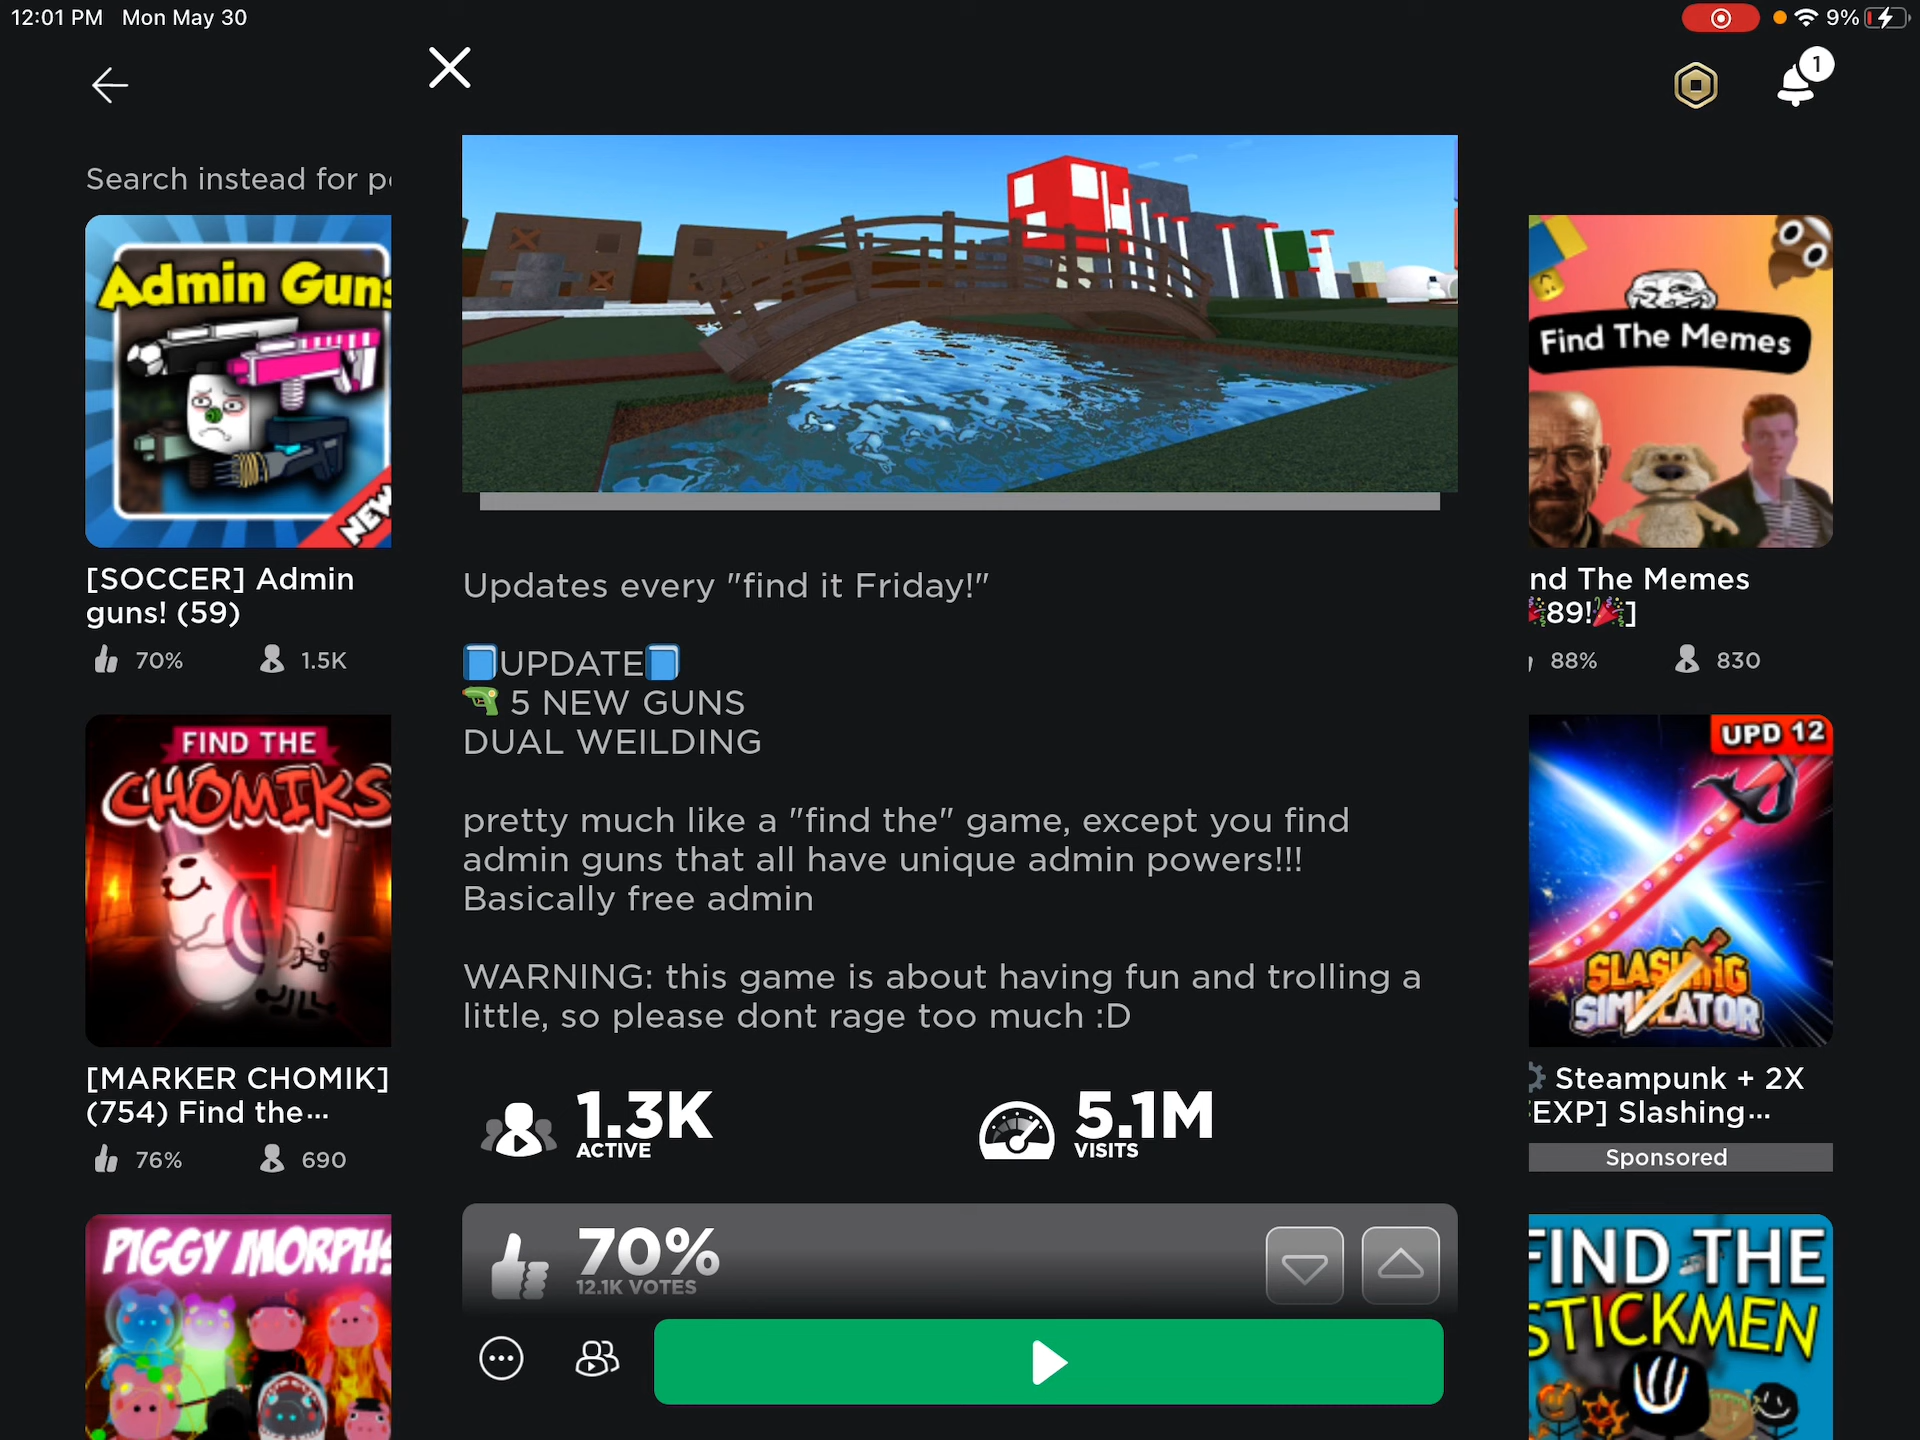 12:01 PM Mon May 30
9%
1
Search instead for p
Admin Guns
NEW
[SOCCER] Admin
guns! (59)
70% 1.5K
FIND THE
CHOMIKS
[MARKER CHOMIK]
(754) Find the...
76% 690
PIGGY MORPHS
Updates every "find it Friday!"
📘UPDATE📘
🔫 5 NEW GUNS
DUAL WEILDING
pretty much like a "find the" game, except you find
admin guns that all have unique admin powers!!!
Basically free admin
WARNING: this game is about having fun and trolling a
little, so please dont rage too much :D
1.3K
ACTIVE
5.1M
VISITS
70%
12.1K VOTES
Find The Memes
nd The Memes
🎉89!🎉]
88% 830
UPD 12
SLASHING
SIMULATOR
⚙ Steampunk + 2X
EXP] Slashing...
Sponsored
FIND THE
STICKMEN